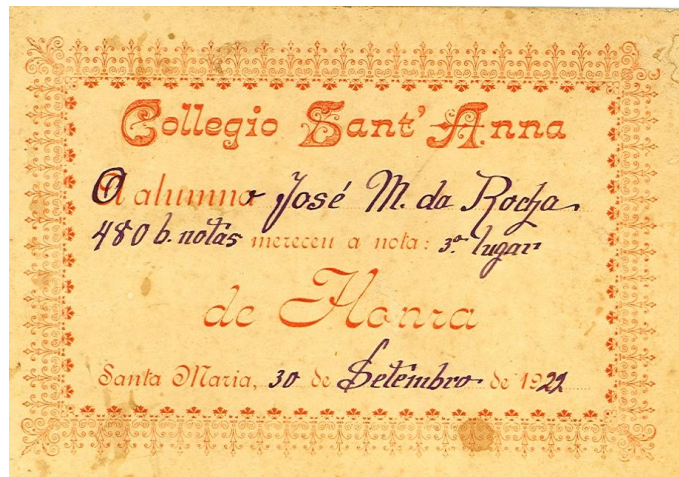 Collegio Sant'Anna
O alumno José M. da Rocha
480 b. notas mereceu a nota: 3º lugar
de Honra
Santa Maria, 30 de Setembro de 1922